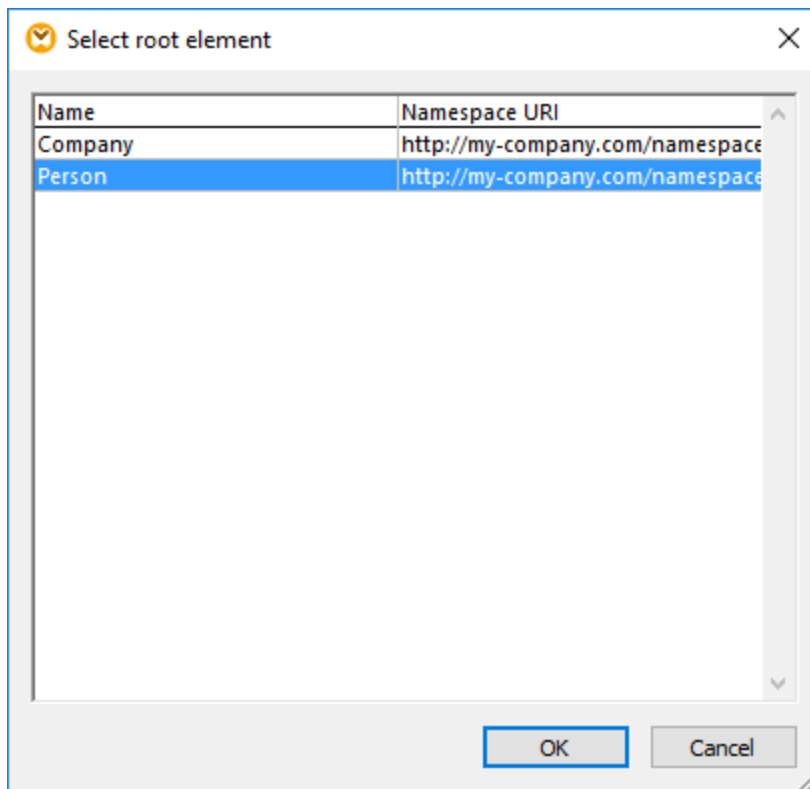 Select root element
Name Namespace URI
Company http://my-company.com/namespace
Person http://my-company.com/namespace
OK Cancel